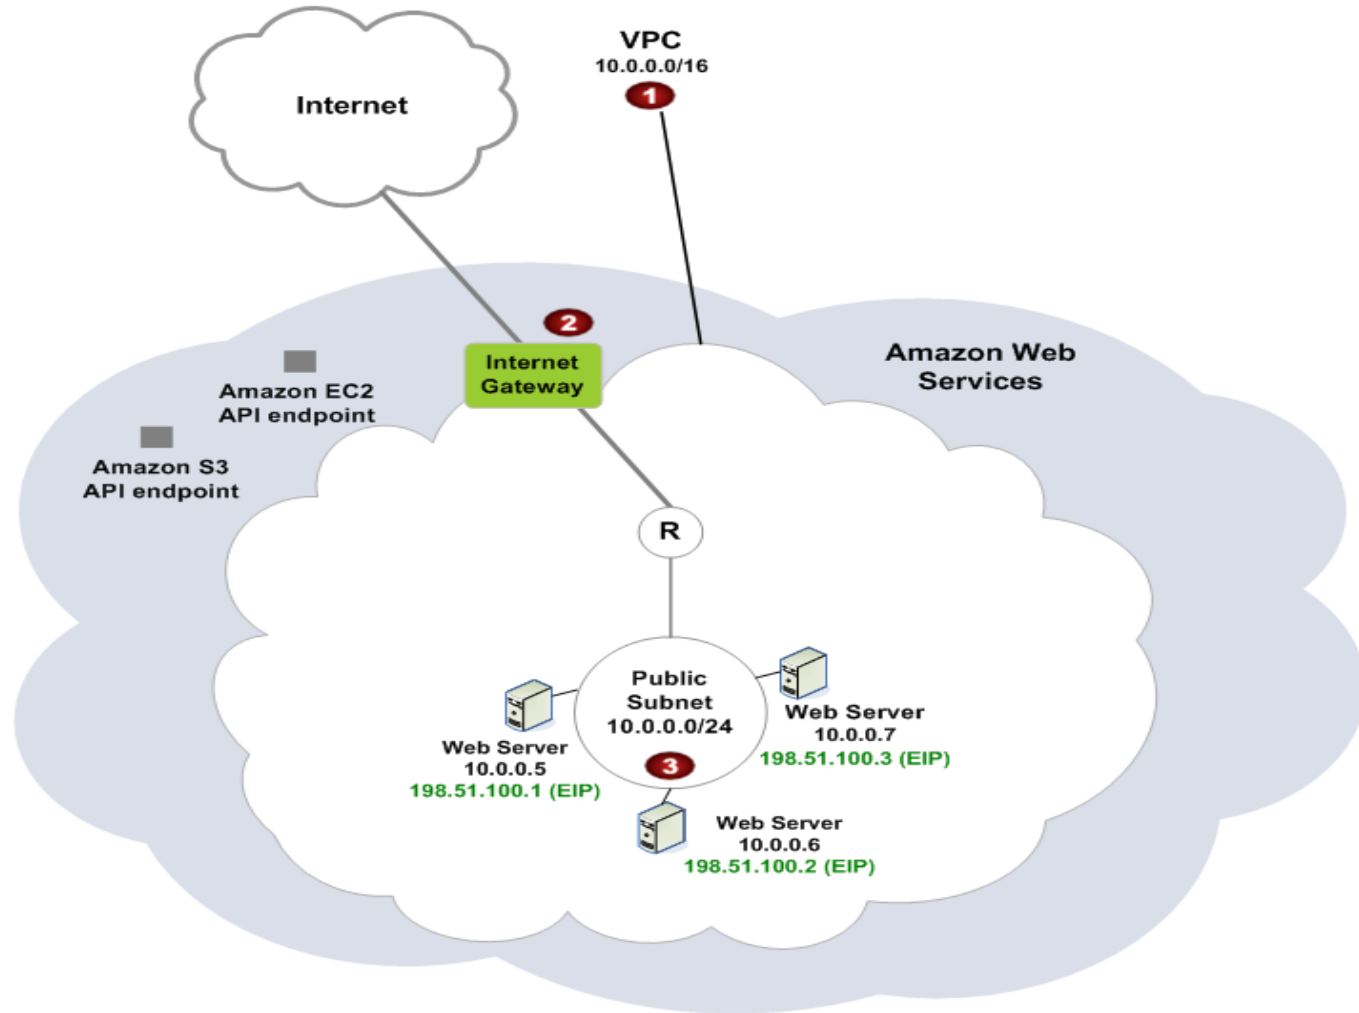 VPC
10.0.0.0/16
1
Internet
2
Internet
Gateway
Amazon Web
Services
Amazon EC2
API endpoint
Amazon S3
API endpoint
R
Public
Subnet
10.0.0.0/24
3
Web Server
10.0.0.7
198.51.100.3 (EIP)
Web Server
10.0.0.5
198.51.100.1 (EIP)
Web Server
10.0.0.6
198.51.100.2 (EIP)